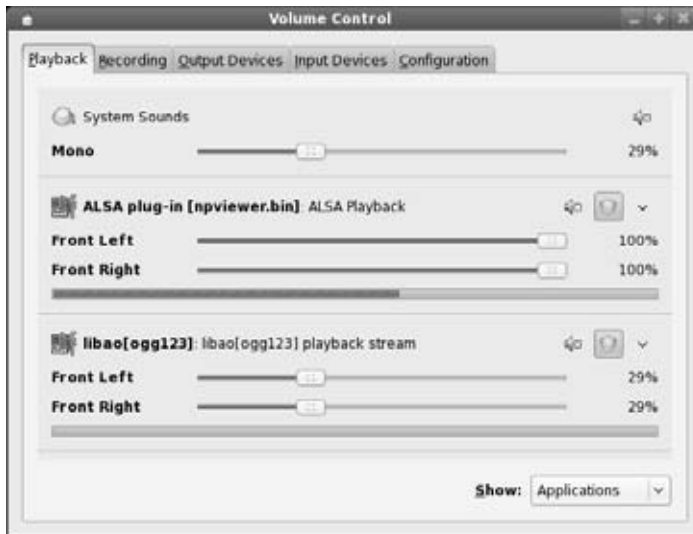 Volume Control
Playback Recording Output Devices Input Devices Configuration
System Sounds
Mono 29%
ALSA plug-in [npviewer.bin]: ALSA Playback
Front Left 100%
Front Right 100%
libao[ogg123]: libao[ogg123] playback stream
Front Left 29%
Front Right 29%
Show: Applications